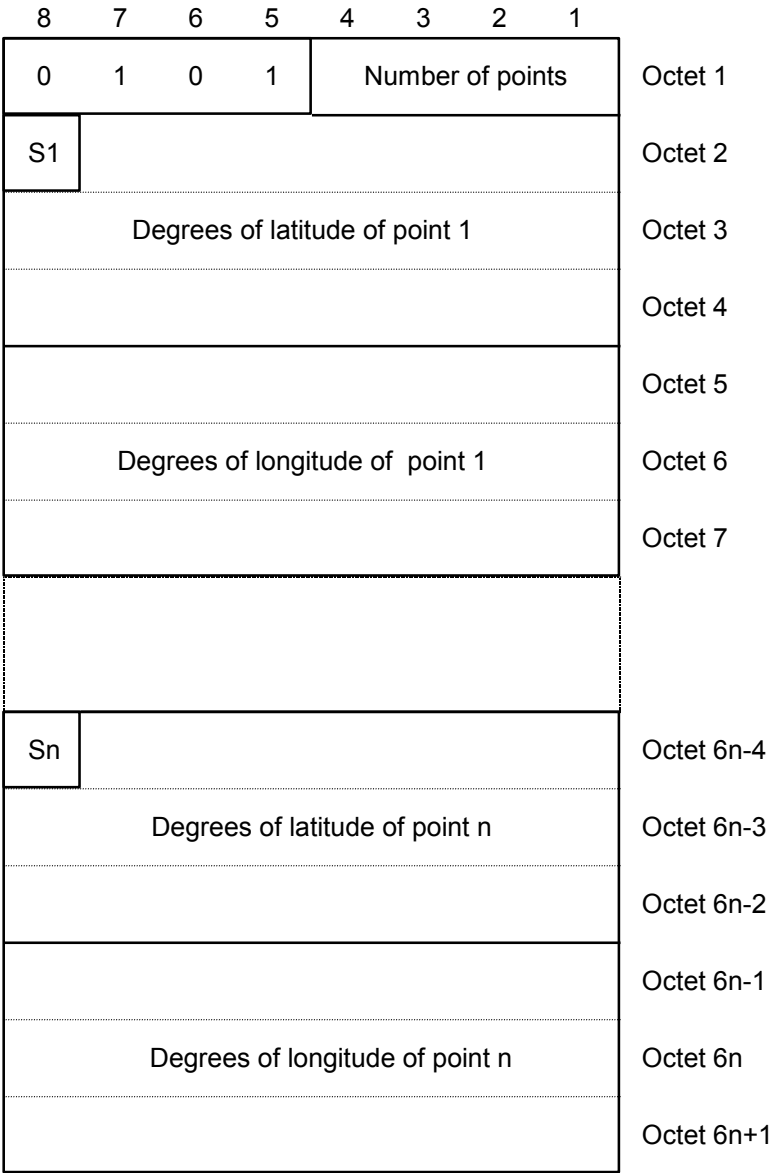 8 7 6 5 4 3 2 1
0 1 0 1 Number of points Octet 1
S1 Octet 2
Degrees of latitude of point 1 Octet 3
Octet 4
Octet 5
Degrees of longitude of point 1 Octet 6
Octet 7
Sn Octet 6n-4
Degrees of latitude of point n Octet 6n-3
Octet 6n-2
Octet 6n-1
Degrees of longitude of point n Octet 6n
Octet 6n+1